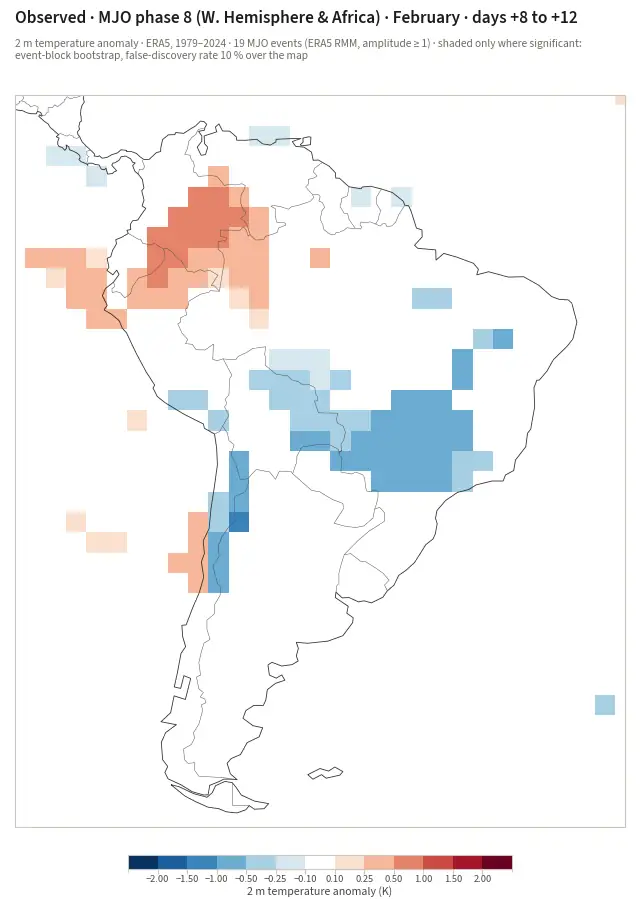 Observed · MJO phase 8 (W. Hemisphere & Africa) · February · days +8 to +12
2 m temperature anomaly · ERA5, 1979–2024 · 19 MJO events (ERA5 RMM, amplitude ≥ 1) · shaded only where significant:
event-block bootstrap, false-discovery rate 10 % over the map
−2.00 −1.50 −1.00 −0.50 −0.25 −0.10 0.10 0.25 0.50 1.00 1.50 2.00
2 m temperature anomaly (K)